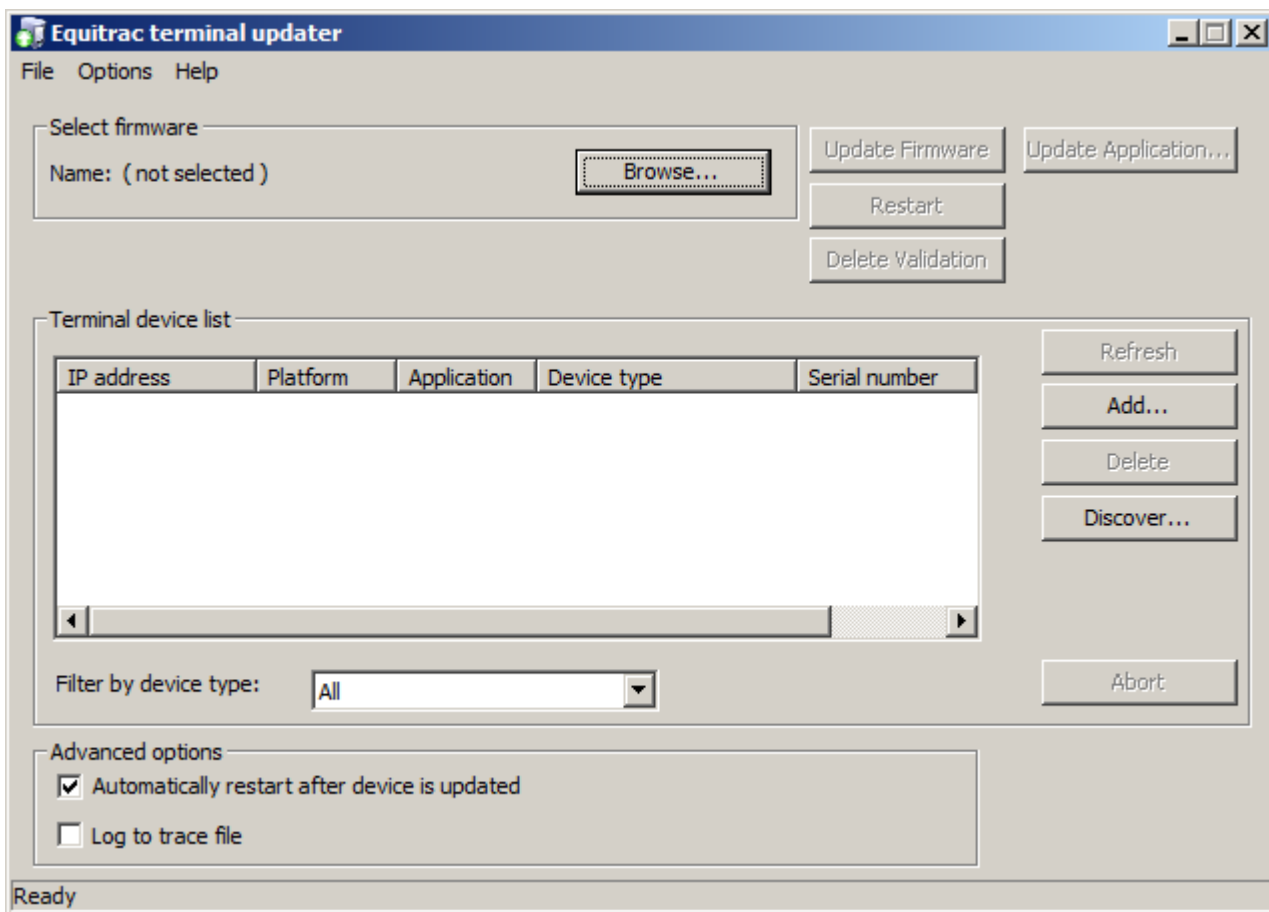 Equitrac terminal updater
File Options Help
Select firmware
Name: ( not selected )
Browse...
Update Firmware
Update Application...
Restart
Delete Validation
Terminal device list
IP address Platform Application Device type Serial number
Refresh
Add...
Delete
Discover...
Filter by device type:
All
Abort
Advanced options
Automatically restart after device is updated
Log to trace file
Ready